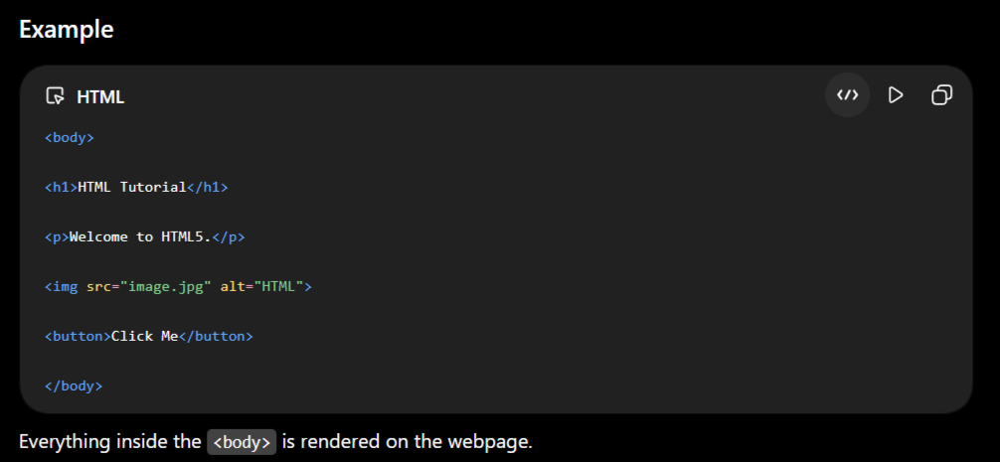 Example
HTML
<body>
<h1>HTML Tutorial</h1>
<p>Welcome to HTML5.</p>
<img src="image.jpg" alt="HTML">
<button>Click Me</button>
</body>
Everything inside the <body> is rendered on the webpage.